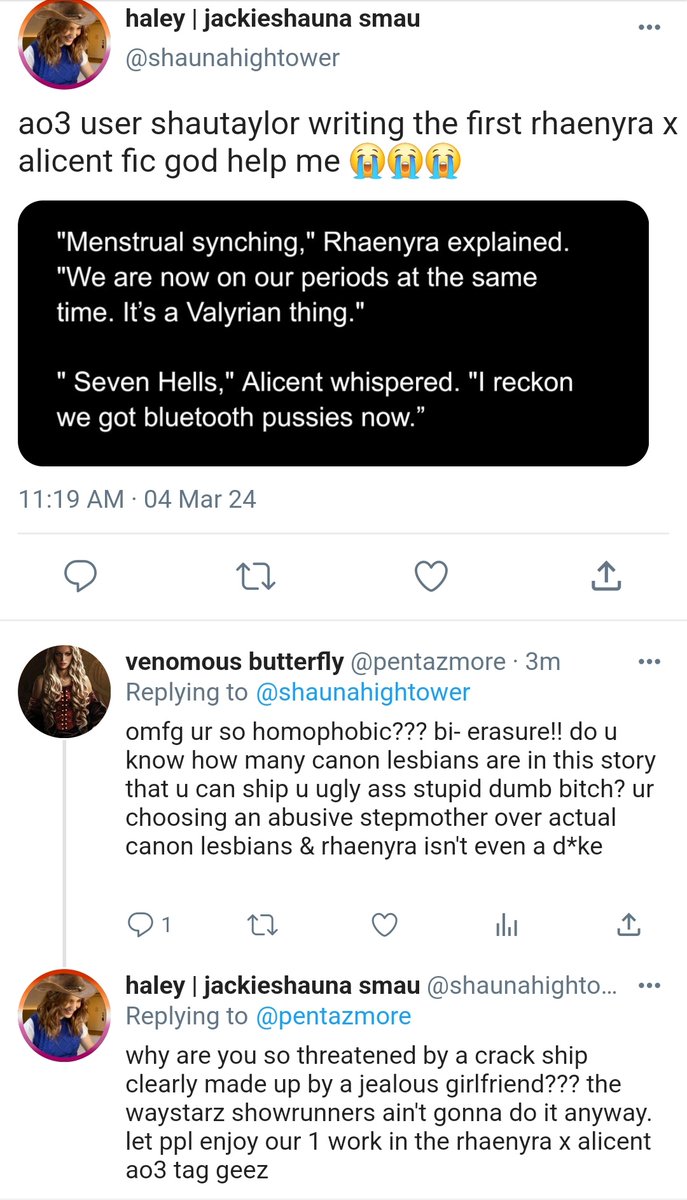 haley | jackieshauna smau
@shaunahightower
ao3 user shautaylor writing the first rhaenyra x
alicent fic god help me 😭😭😭
"Menstrual synching," Rhaenyra explained.
"We are now on our periods at the same
time. It’s a Valyrian thing."
" Seven Hells," Alicent whispered. "I reckon
we got bluetooth pussies now.”
11:19 AM · 04 Mar 24
venomous butterfly @pentazmore · 3m
Replying to @shaunahightower
omfg ur so homophobic??? bi- erasure!! do u
know how many canon lesbians are in this story
that u can ship u ugly ass stupid dumb bitch? ur
choosing an abusive stepmother over actual
canon lesbians & rhaenyra isn't even a d*ke
1
haley | jackieshauna smau @shaunahighto...
Replying to @pentazmore
why are you so threatened by a crack ship
clearly made up by a jealous girlfriend??? the
waystarz showrunners ain't gonna do it anyway.
let ppl enjoy our 1 work in the rhaenyra x alicent
ao3 tag geez